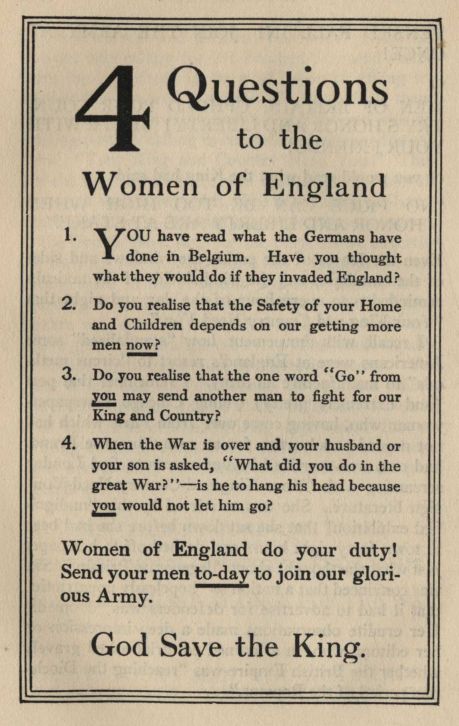 4 Questions
to the
Women of England
1. YOU have read what the Germans have
done in Belgium. Have you thought
what they would do if they invaded England?
2. Do you realise that the Safety of your Home
and Children depends on our getting more
men now?
3. Do you realise that the one word "Go" from
you may send another man to fight for our
King and Country?
4. When the War is over and your husband or
your son is asked, "What did you do in the
great War?"—is he to hang his head because
you would not let him go?
Women of England do your duty!
Send your men to-day to join our glori-
ous Army.
God Save the King.